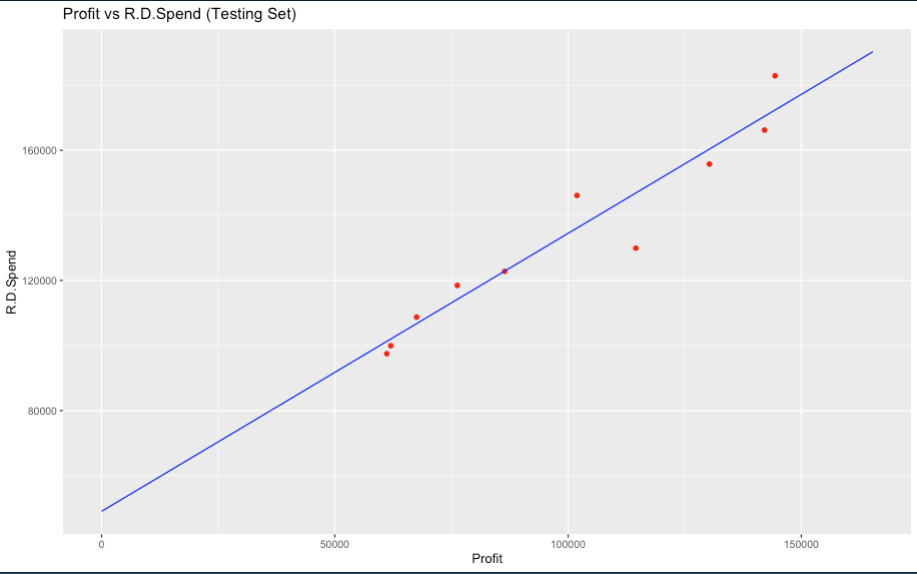 Profit vs R.D.Spend (Testing Set)
160000
120000
80000
R.D.Spend
0 50000 100000 150000
Profit